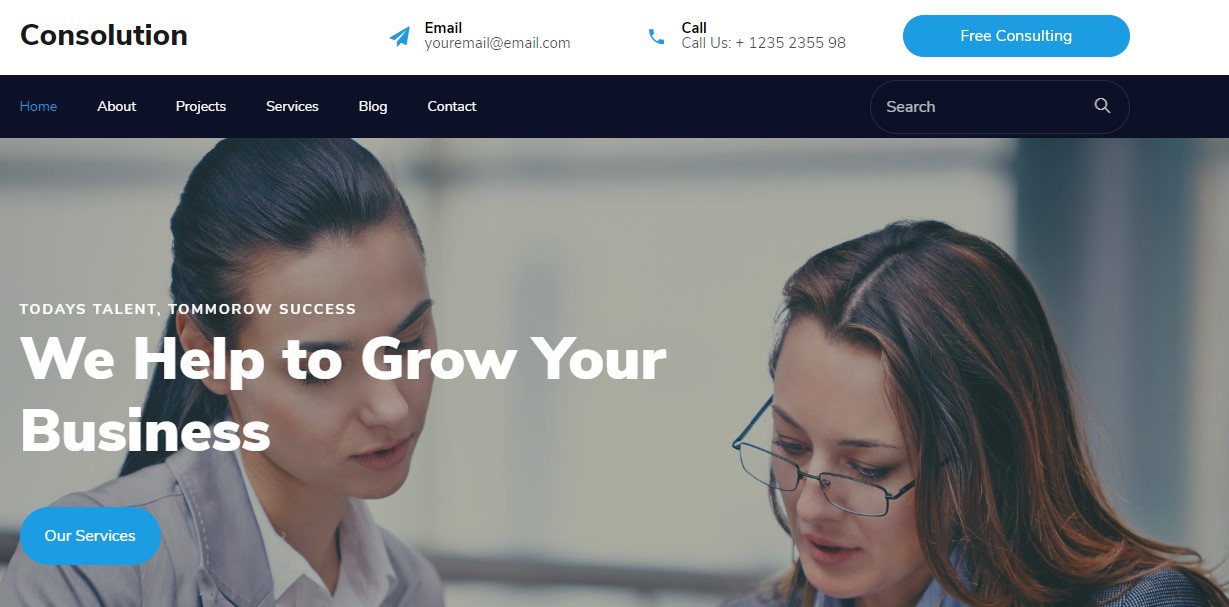 Consolution
Email
youremail@email.com
Call
Call Us: + 1235 2355 98
Free Consulting
Home
About
Projects
Services
Blog
Contact
Search
TODAYS TALENT, TOMMOROW SUCCESS
We Help to Grow Your
Business
Our Services